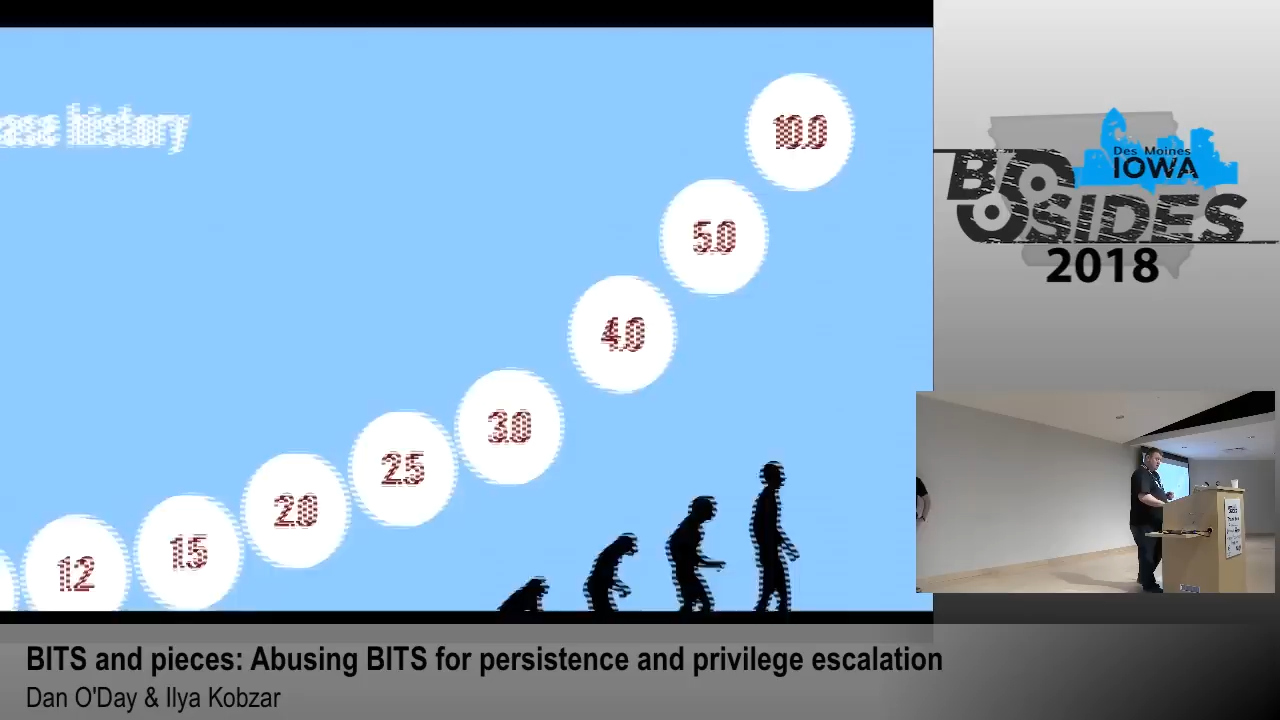 history
10.0
5.0
4.0
3.0
2.5
2.0
1.5
1.2
Des Moines
IOWA
BSIDES
2018
BITS and pieces: Abusing BITS for persistence and privilege escalation
Dan O'Day & Ilya Kobzar